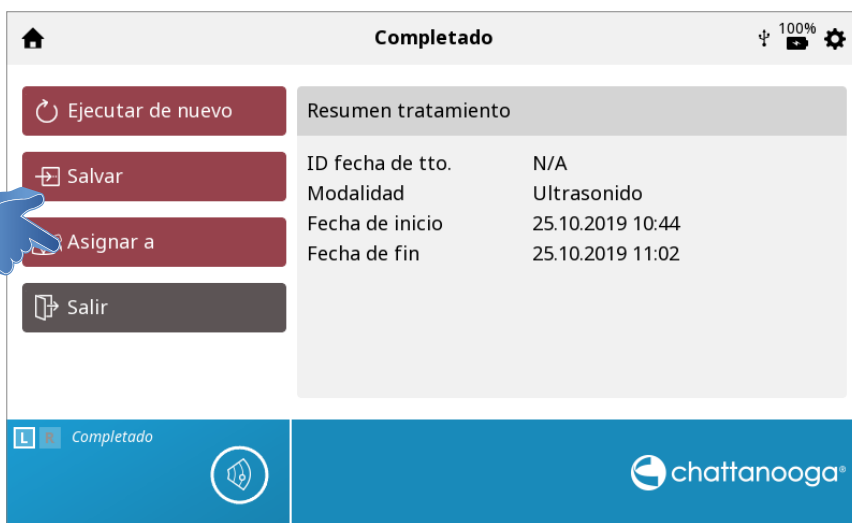 Completado
100%
Ejecutar de nuevo
Salvar
Asignar a
Salir
Resumen tratamiento
ID fecha de tto. N/A
Modalidad Ultrasonido
Fecha de inicio 25.10.2019 10:44
Fecha de fin 25.10.2019 11:02
L R Completado
chattanooga®